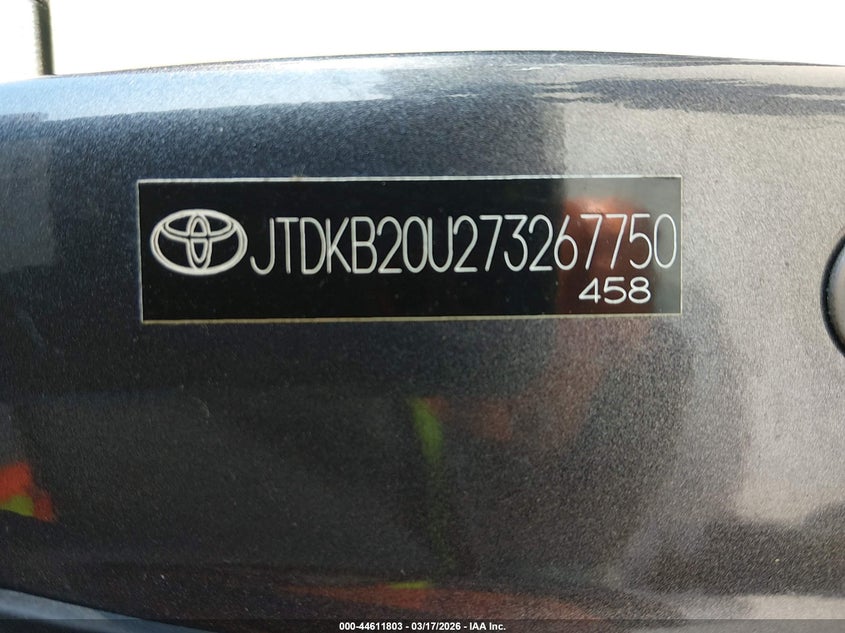 JTDKB20U273267750
458
000-44611803 — 03/17/2026 — IAA Inc.